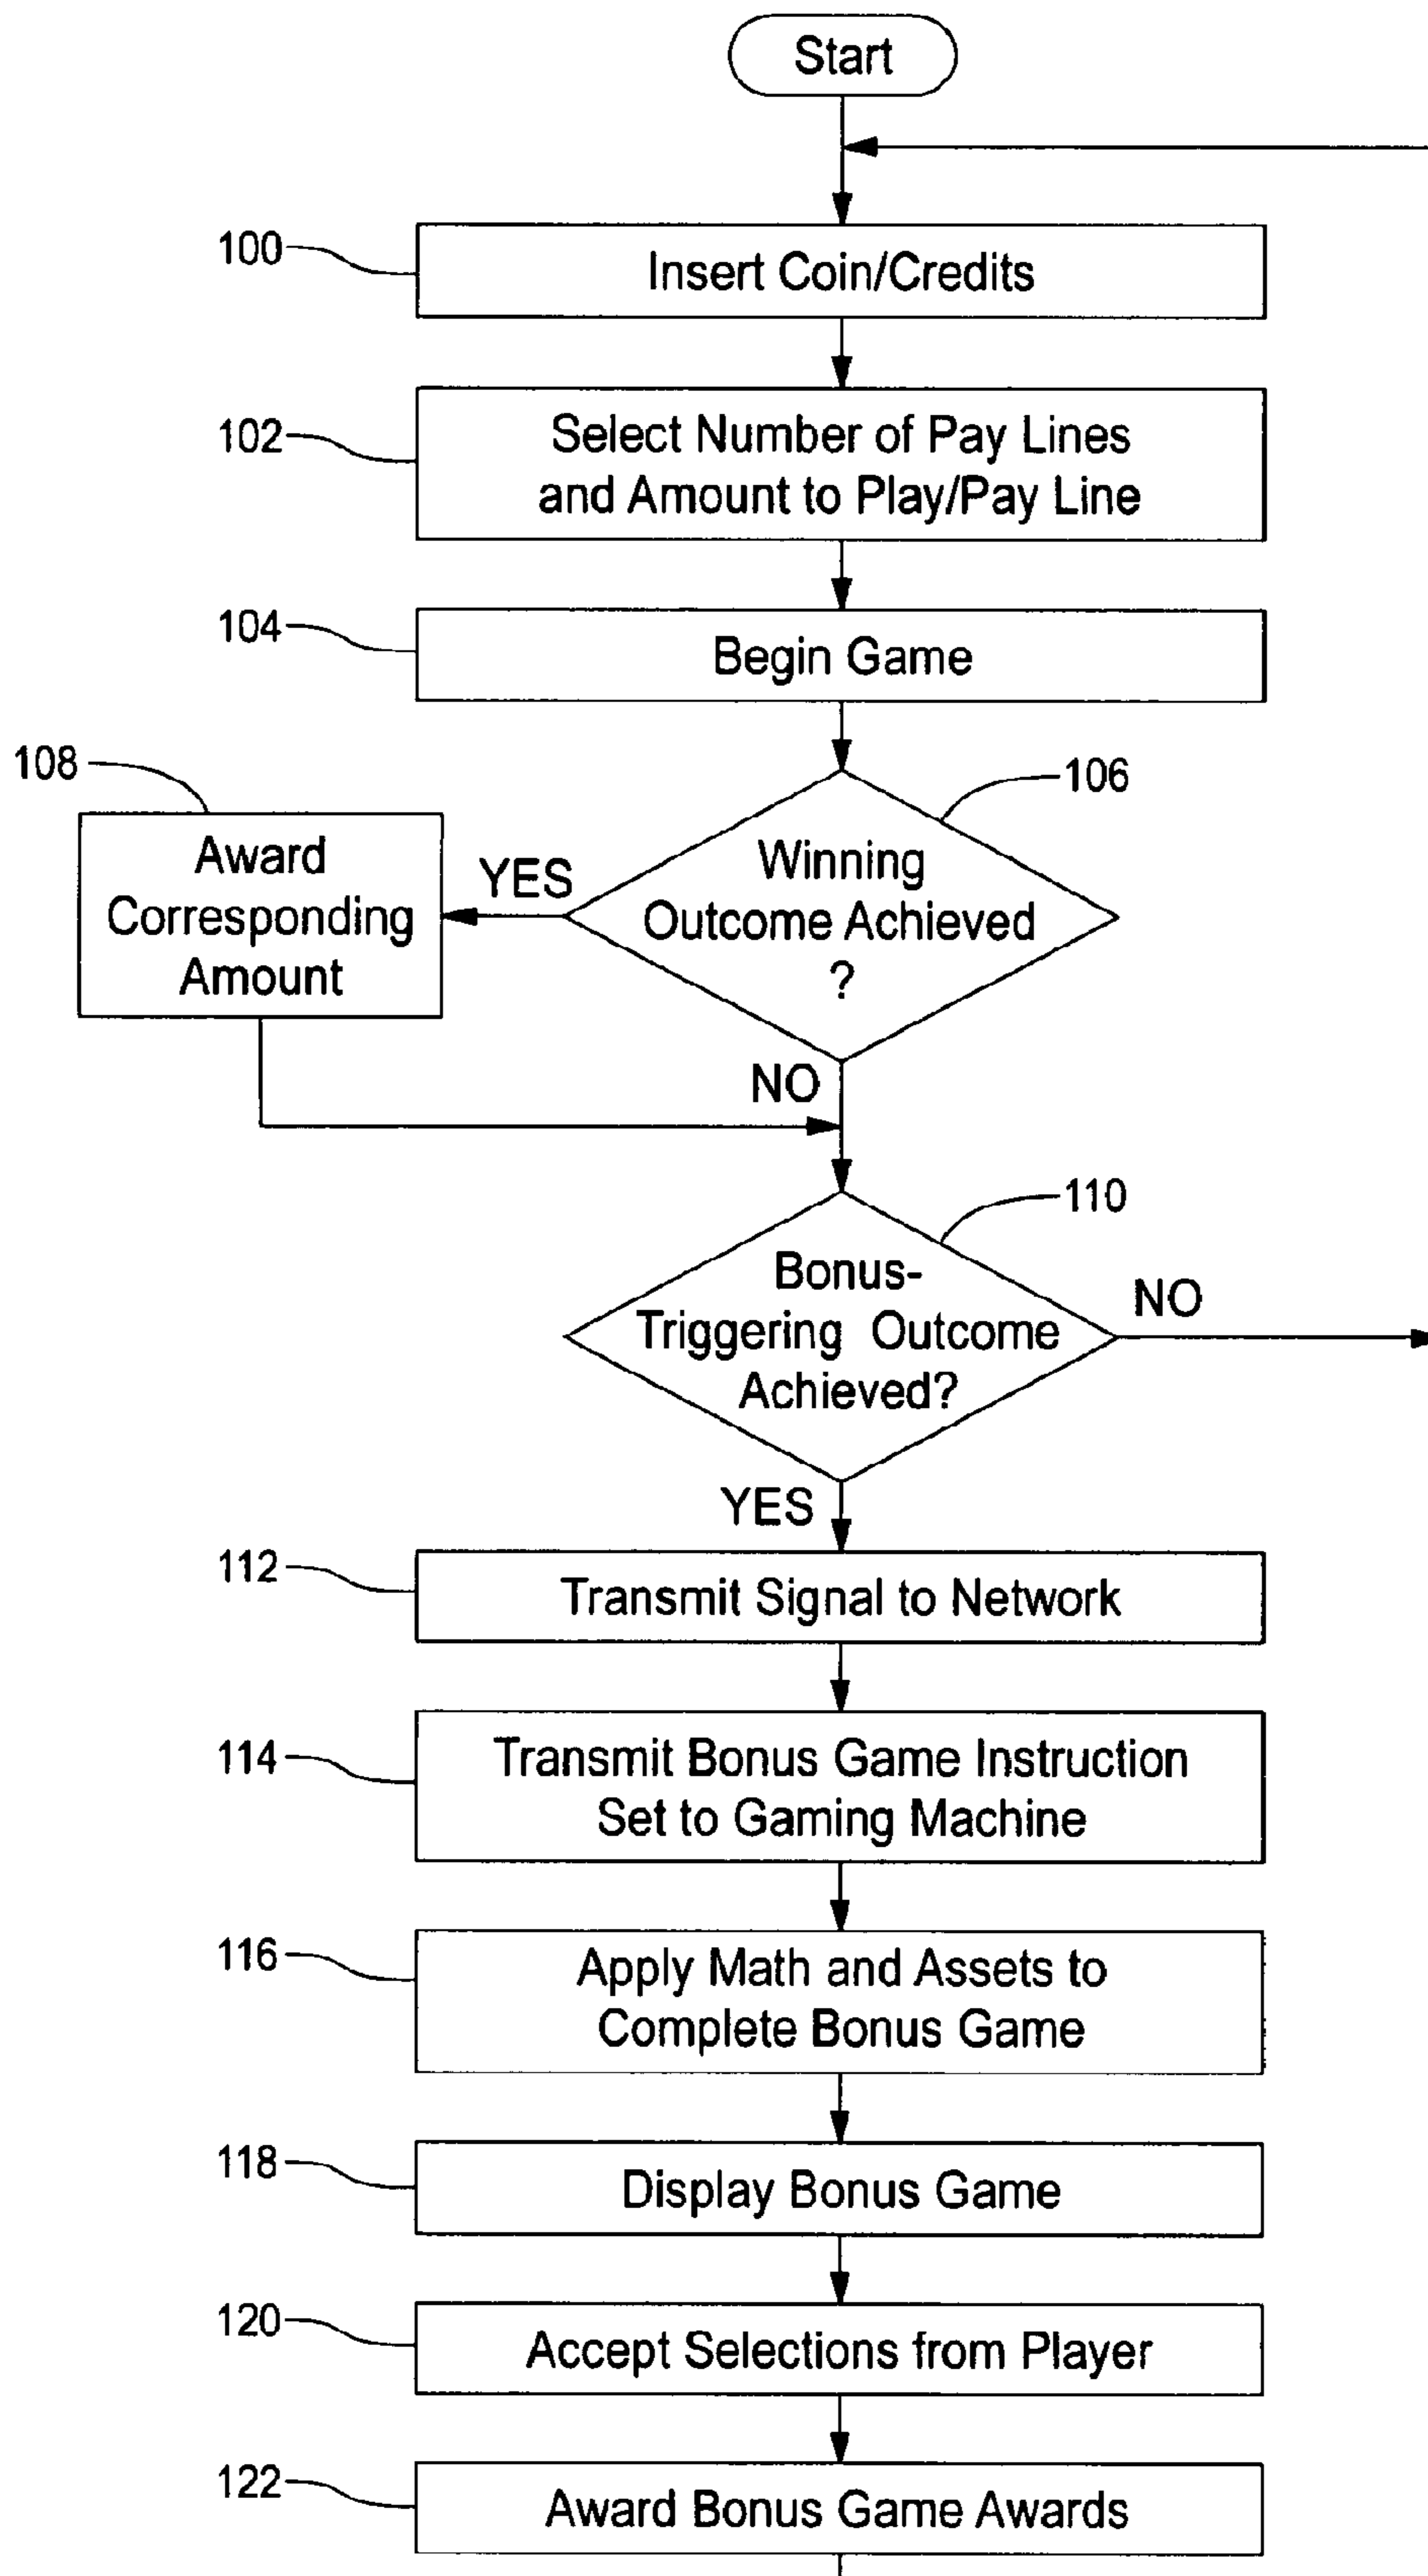 Start
100
Insert Coin/Credits
102
Select Number of Pay Lines
and Amount to Play/Pay Line
104
Begin Game
108
106
Award
Corresponding
Amount
YES
Winning
Outcome Achieved
?
NO
110
Bonus-
Triggering Outcome
Achieved?
NO
YES
112
Transmit Signal to Network
114
Transmit Bonus Game Instruction
Set to Gaming Machine
116
Apply Math and Assets to
Complete Bonus Game
118
Display Bonus Game
120
Accept Selections from Player
122
Award Bonus Game Awards